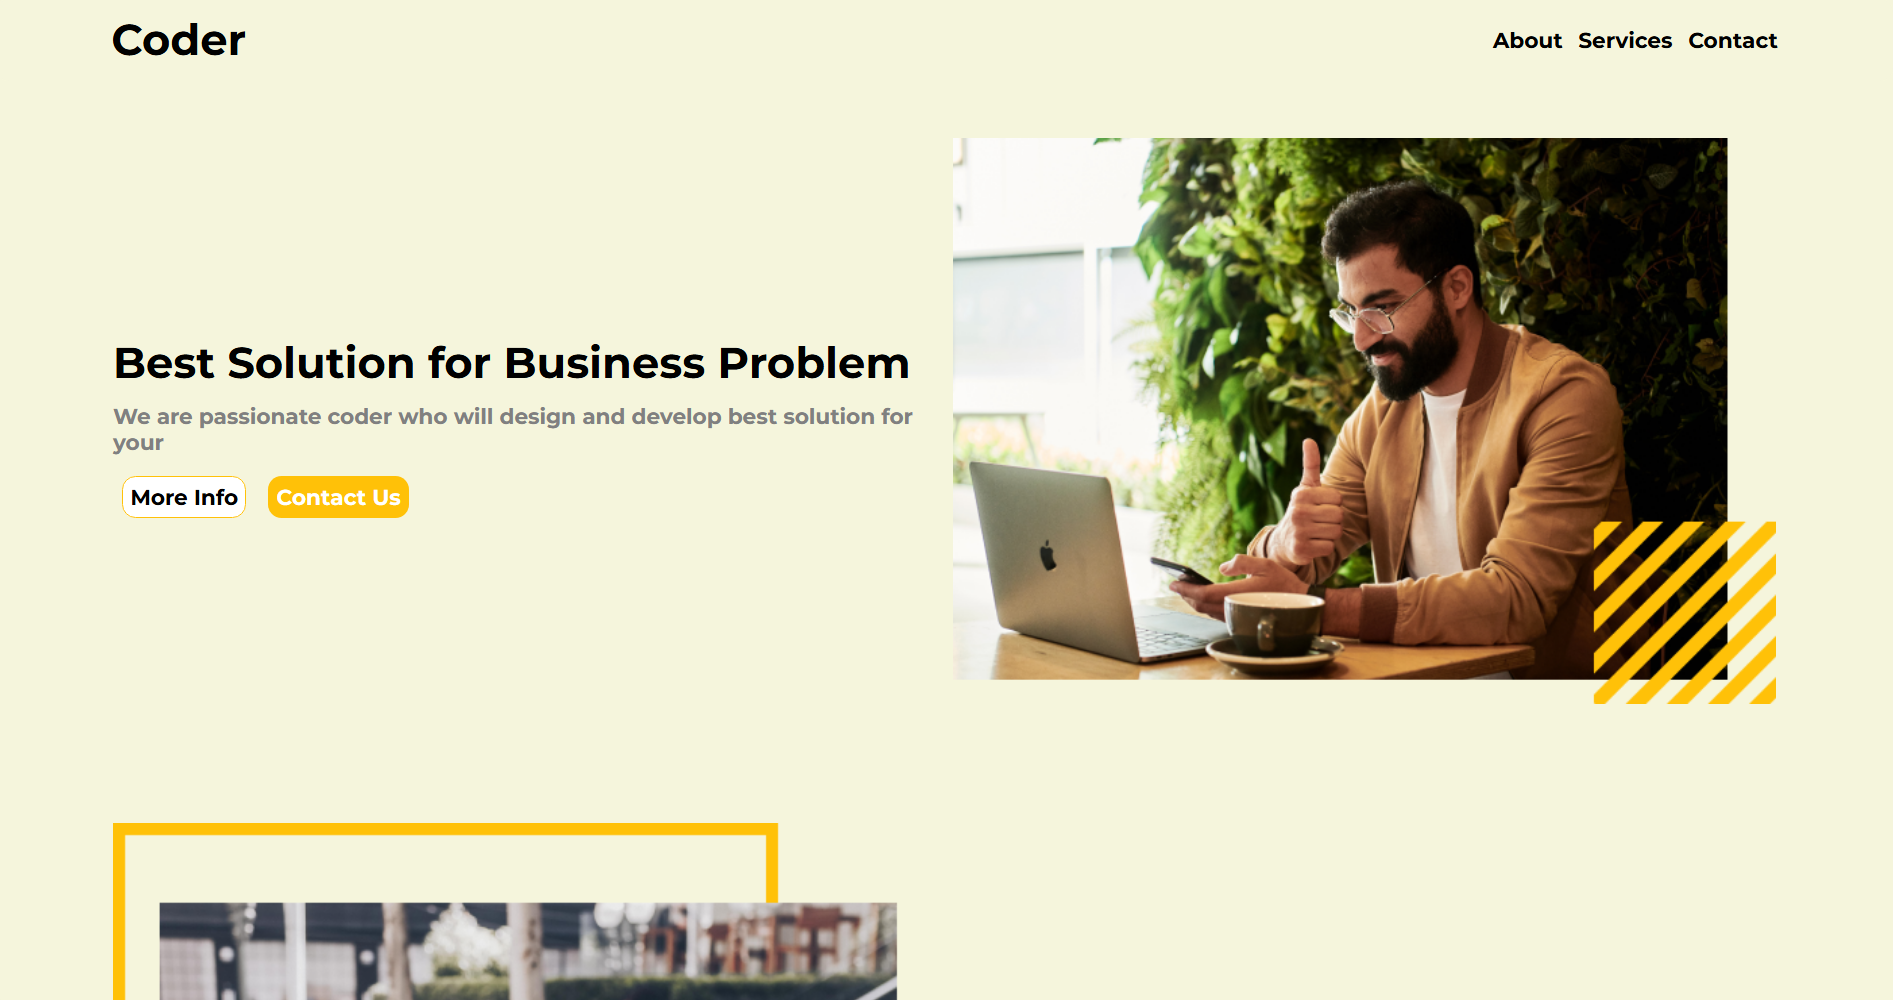 Coder
About Services Contact
Best Solution for Business Problem
We are passionate coder who will design and develop best solution for
your
More Info
Contact Us